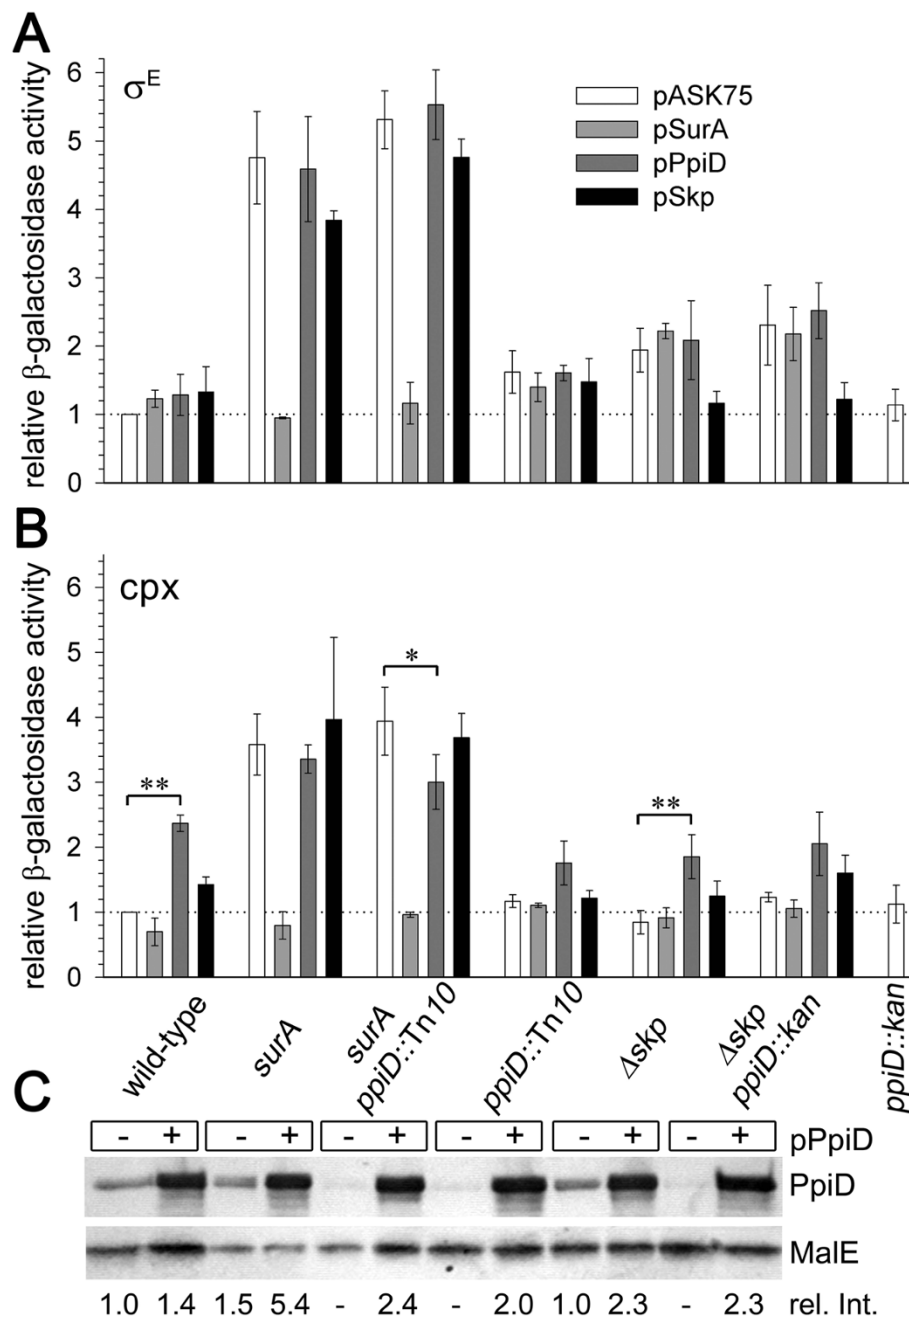 A
relative β-galactosidase activity
6
5
4
3
2
1
0
σE
pASK75
pSurA
pPpiD
pSkp
B
relative β-galactosidase activity
6
5
4
3
2
1
0
cpx
**
*
**
wild-type
surA
surA
ppiD::Tn10
ppiD::Tn10
Δskp
Δskp
ppiD::kan
ppiD::kan
C
- + - + - + - + - + - + pPpiD
PpiD
MalE
1.0 1.4 1.5 5.4 - 2.4 - 2.0 1.0 2.3 - 2.3 rel. Int.